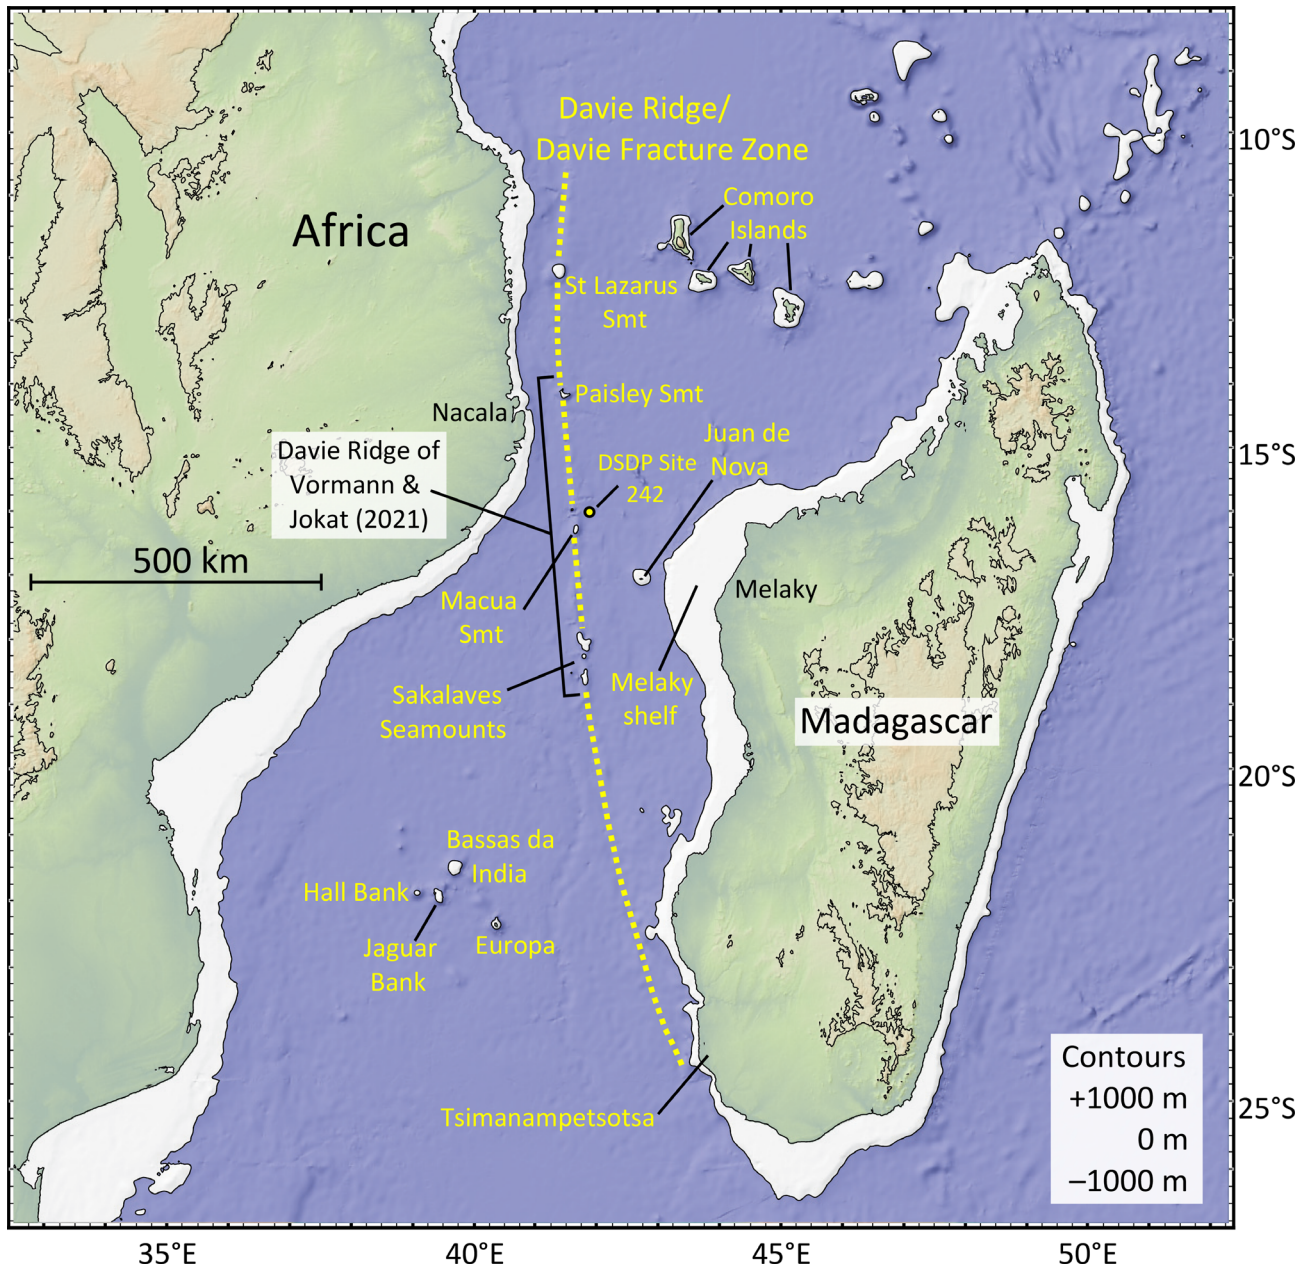 Davie Ridge/
Davie Fracture Zone
10°S
Comoro
Islands
Africa
St Lazarus
Smt
Paisley Smt
Nacala
Juan de
Nova
Davie Ridge of
Vormann &
Jokat (2021)
DSDP Site
242
15°S
500 km
Melaky
Macua
Smt
Melaky
shelf
Sakalaves
Seamounts
Madagascar
20°S
Bassas da
India
Hall Bank
Jaguar
Bank
Europa
Contours
+1000 m
0 m
–1000 m
Tsimanampetsotsa
25°S
35°E
40°E
45°E
50°E